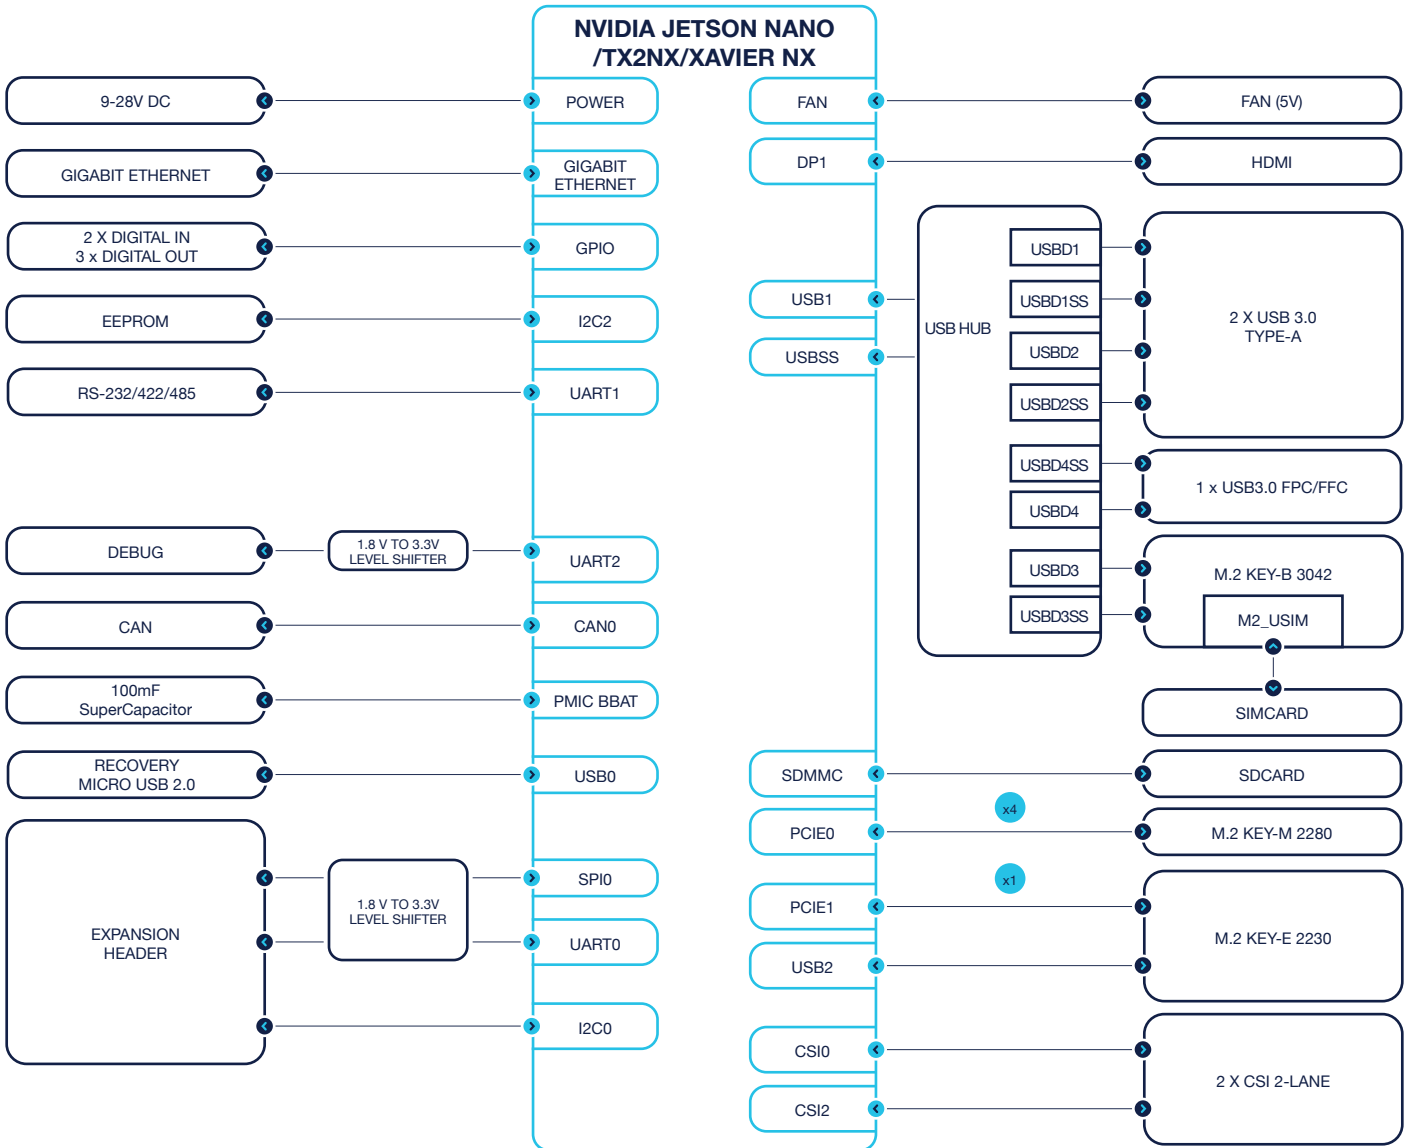 NVIDIA JETSON NANO
/TX2NX/XAVIER NX
9-28V DC
POWER
GIGABIT ETHERNET
GIGABIT
ETHERNET
2 X DIGITAL IN
3 x DIGITAL OUT
GPIO
EEPROM
I2C2
RS-232/422/485
UART1
DEBUG
1.8 V TO 3.3V
LEVEL SHIFTER
UART2
CAN
CAN0
100mF
SuperCapacitor
PMIC BBAT
RECOVERY
MICRO USB 2.0
USB0
EXPANSION
HEADER
1.8 V TO 3.3V
LEVEL SHIFTER
SPI0
UART0
I2C0
FAN
FAN (5V)
DP1
HDMI
USB1
USBSS
USB HUB
USBD1
USBD1SS
USBD2
USBD2SS
2 X USB 3.0
TYPE-A
USBD4SS
USBD4
1 x USB3.0 FPC/FFC
USBD3
USBD3SS
M.2 KEY-B 3042
M2_USIM
SIMCARD
SDMMC
SDCARD
x4
PCIE0
M.2 KEY-M 2280
x1
PCIE1
USB2
M.2 KEY-E 2230
CSI0
CSI2
2 X CSI 2-LANE